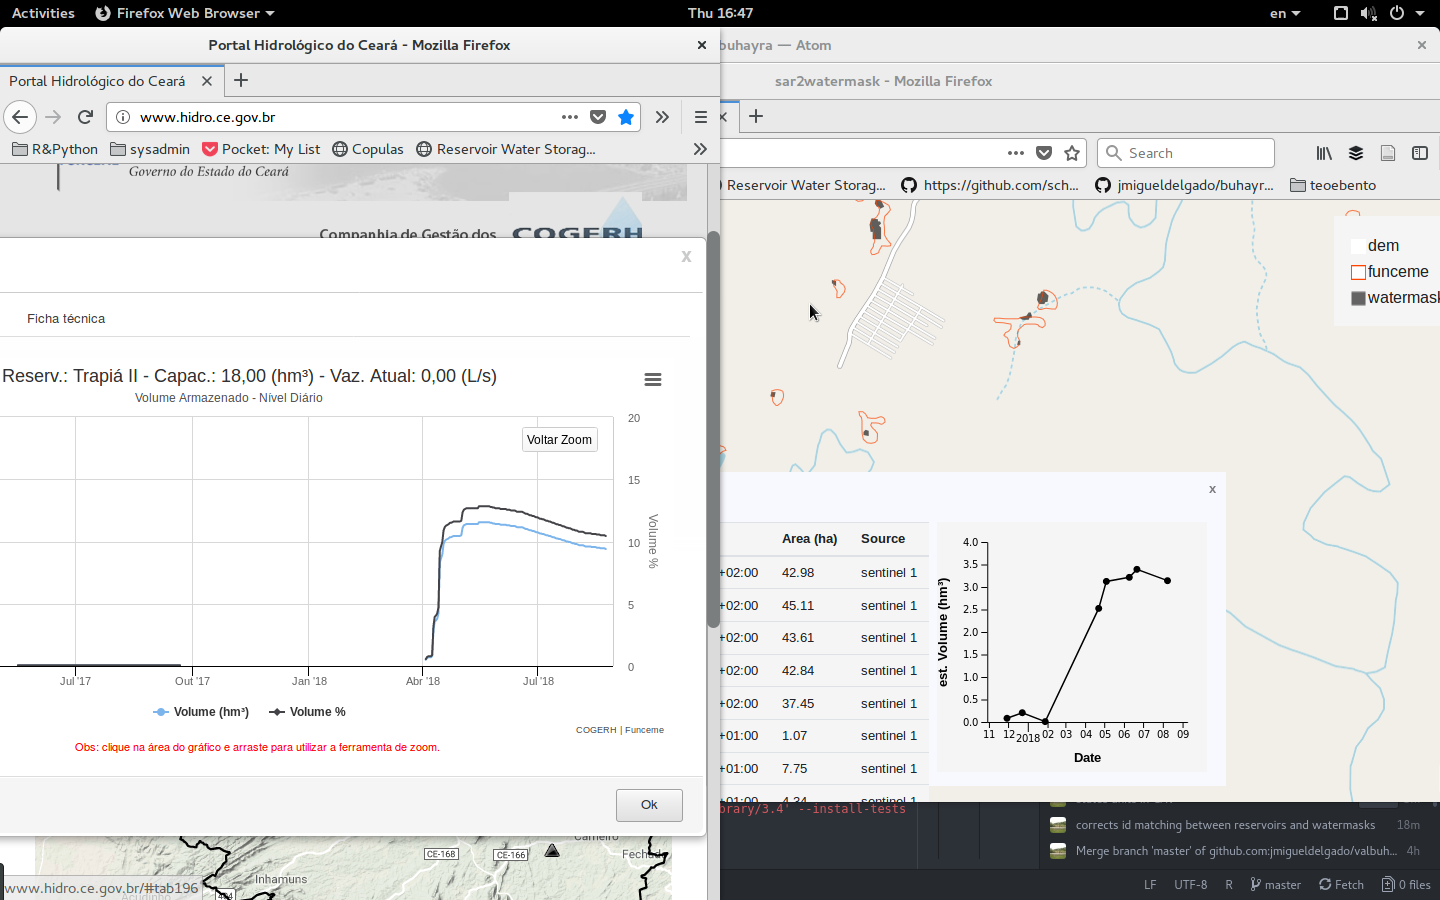 Activities
Firefox Web Browser
Thu 16:47
en
Portal Hidrológico do Ceará - Mozilla Firefox
buhayra — Atom
sar2watermask - Mozilla Firefox
Portal Hidrológico do Ceará
www.hidro.ce.gov.br
Search
R&Python
sysadmin
Pocket: My List
Copulas
Reservoir Water Storag...
Reservoir Water Storag...
https://github.com/sch...
jmigueldelgado/buhayr...
teoebento
Governo do Estado do Ceará
Companhia de Gestão dos
COGERH
x
Ficha técnica
Reserv.: Trapiá II - Capac.: 18,00 (hm³) - Vaz. Atual: 0,00 (L/s)
Volume Armazenado - Nível Diário
Voltar Zoom
20
15
10
5
0
Volume %
Jul '17
Out '17
Jan '18
Abr '18
Jul '18
Volume (hm³)
Volume %
COGERH | Funceme
Obs: clique na área do gráfico e arraste para utilizar a ferramenta de zoom.
Ok
CE-168
CE-166
Inhamuns
www.hidro.ce.gov.br/#tab196
dem
funceme
watermask
x
Area (ha)
Source
+02:00
42.98
sentinel 1
+02:00
45.11
sentinel 1
+02:00
43.61
sentinel 1
+02:00
42.84
sentinel 1
+02:00
37.45
sentinel 1
+01:00
1.07
sentinel 1
+01:00
7.75
sentinel 1
+01:00
4.34
sentinel 1
est. Volume (hm³)
4.0
3.5
3.0
2.5
2.0
1.5
1.0
0.5
0.0
11
12
2018
02
03
04
05
06
07
08
09
Date
brary/3.4' --install-tests
corrects id matching between reservoirs and watermasks
18m
Merge branch 'master' of github.com:jmigueldelgado/valbuh...
4h
LF
UTF-8
R
master
Fetch
0 files